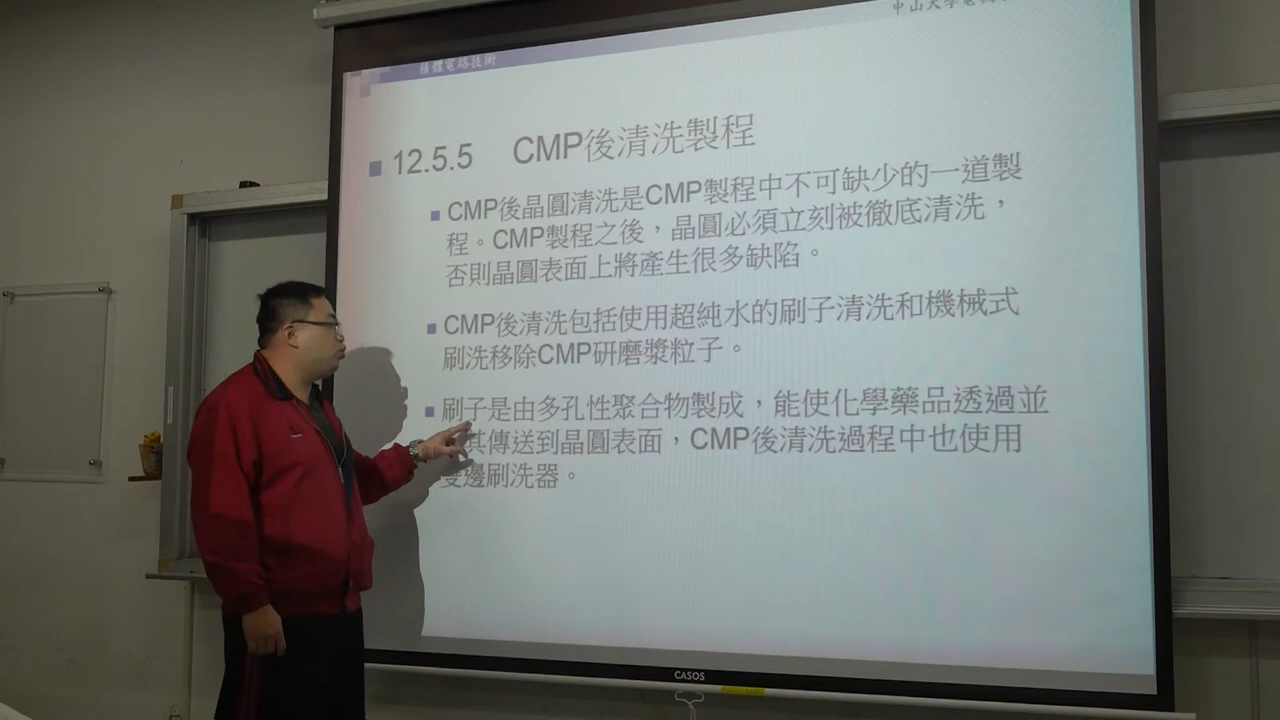 中山大學電機
積體電路技術
12.5.5 CMP後清洗製程
CMP後晶圓清洗是CMP製程中不可缺少的一道製
程。CMP製程之後，晶圓必須立刻被徹底清洗，
否則晶圓表面上將產生很多缺陷。
CMP後清洗包括使用超純水的刷子清洗和機械式
刷洗移除CMP研磨漿粒子。
刷子是由多孔性聚合物製成，能使化學藥品透過並
其傳送到晶圓表面，CMP後清洗過程中也使用
雙邊刷洗器。
CASOS